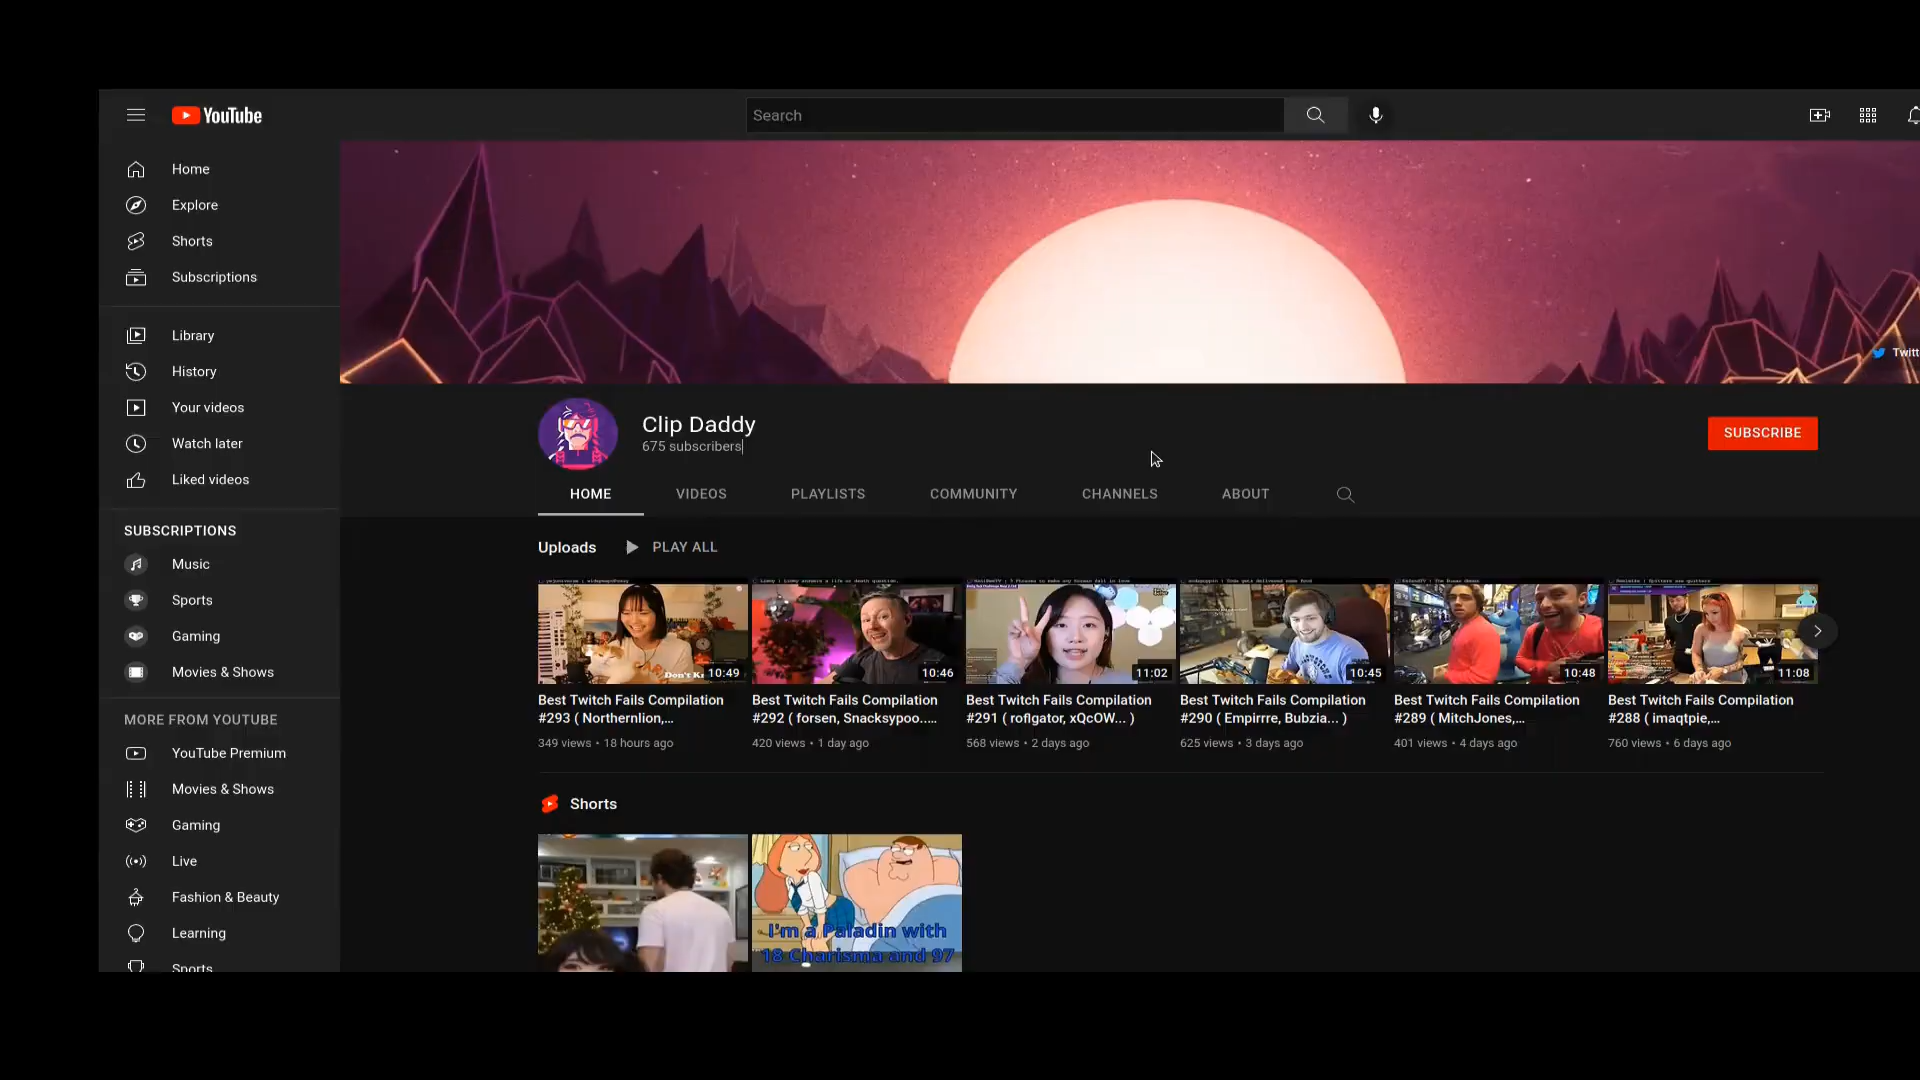 YouTube
Search
Home
Explore
Shorts
Subscriptions
Library
History
Your videos
Watch later
Liked videos
SUBSCRIPTIONS
Music
Sports
Gaming
Movies & Shows
MORE FROM YOUTUBE
YouTube Premium
Movies & Shows
Gaming
Live
Fashion & Beauty
Learning
Sports
Twitt
Clip Daddy
675 subscribers
SUBSCRIBE
HOME VIDEOS PLAYLISTS COMMUNITY CHANNELS ABOUT
Uploads PLAY ALL
10:49 10:46 11:02 10:45 10:48 11:08
Best Twitch Fails Compilation
#293 ( Northernlion,...
349 views • 18 hours ago
Best Twitch Fails Compilation
#292 ( forsen, Snacksypoo.....
420 views • 1 day ago
Best Twitch Fails Compilation
#291 ( roflgator, xQcOW... )
568 views • 2 days ago
Best Twitch Fails Compilation
#290 ( Empirrre, Bubzia... )
625 views • 3 days ago
Best Twitch Fails Compilation
#289 ( MitchJones,...
401 views • 4 days ago
Best Twitch Fails Compilation
#288 ( imaqtpie,...
760 views • 6 days ago
Shorts
I'm a Paladin with
18 Charisma and 97